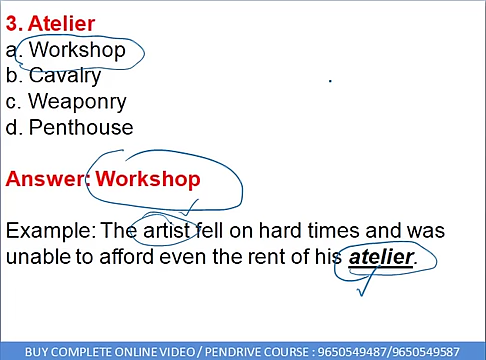 3. Atelier
a. Workshop
b. Cavalry
c. Weaponry
d. Penthouse
Answer: Workshop
Example: The artist fell on hard times and was
unable to afford even the rent of his atelier.
BUY COMPLETE ONLINE VIDEO / PENDRIVE COURSE : 9650549487/9650549587